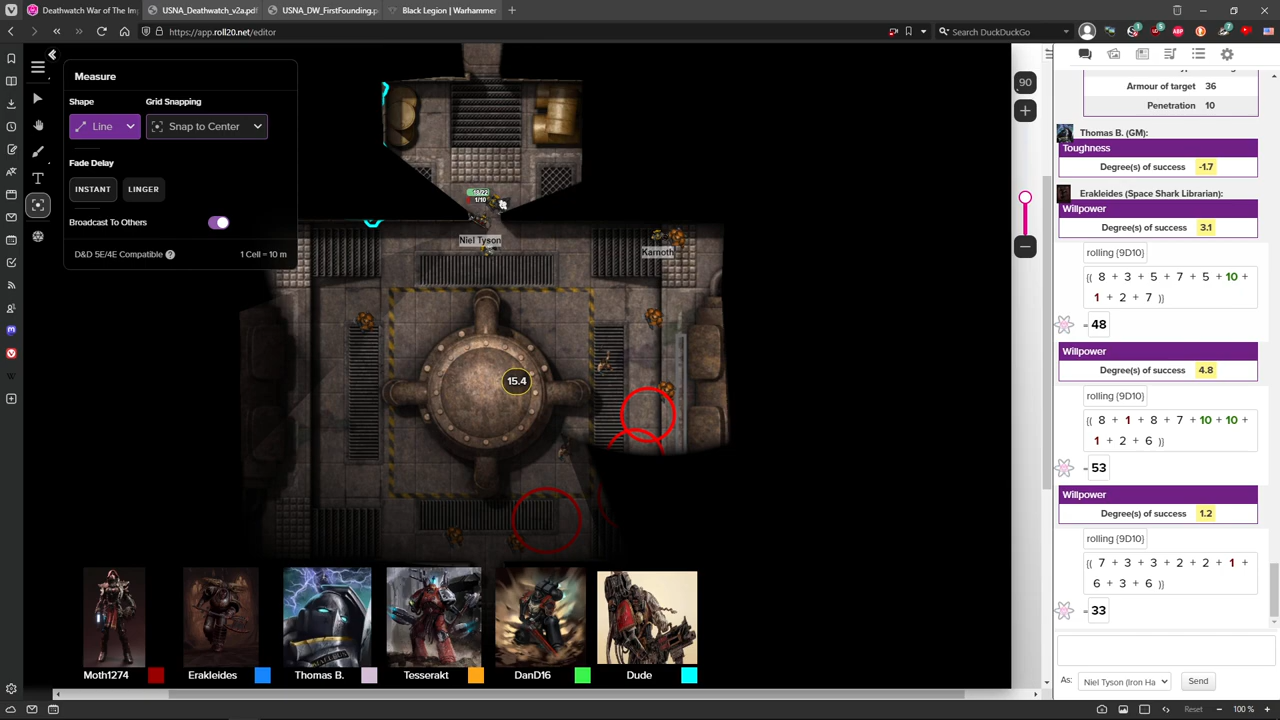 Deathwatch War of The Imp
USNA_Deathwatch_v2a.pdf
USNA_DW_FirstFounding.p
Black Legion | Warhammer
https://app.roll20.net/editor
Search DuckDuckGo
Measure
Shape
Grid Snapping
Line
Snap to Center
Fade Delay
INSTANT
LINGER
Broadcast To Others
D&D 5E/4E Compatible
1 Cell = 10 m
1/10
Niel Tyson
Karnoth
15.4
90
Moth1274
Erakleides
Thomas B.
Tesserakt
DanD16
Dude
Armour of target 36
Penetration 10
Thomas B. (GM):
Toughness
Degree(s) of success -1.7
Erakleides (Space Shark Librarian):
Willpower
Degree(s) of success 3.1
rolling {9D10}
{( 8 + 3 + 5 + 7 + 5 + 10 +
1 + 2 + 7 )}
= 48
Willpower
Degree(s) of success 4.8
rolling {9D10}
{( 8 + 1 + 8 + 7 + 10 + 10 +
1 + 2 + 6 )}
= 53
Willpower
Degree(s) of success 1.2
rolling {9D10}
{( 7 + 3 + 3 + 2 + 2 + 1 +
6 + 3 + 6 )}
= 33
As:
Niel Tyson (Iron Ha
Send
Reset
100 %